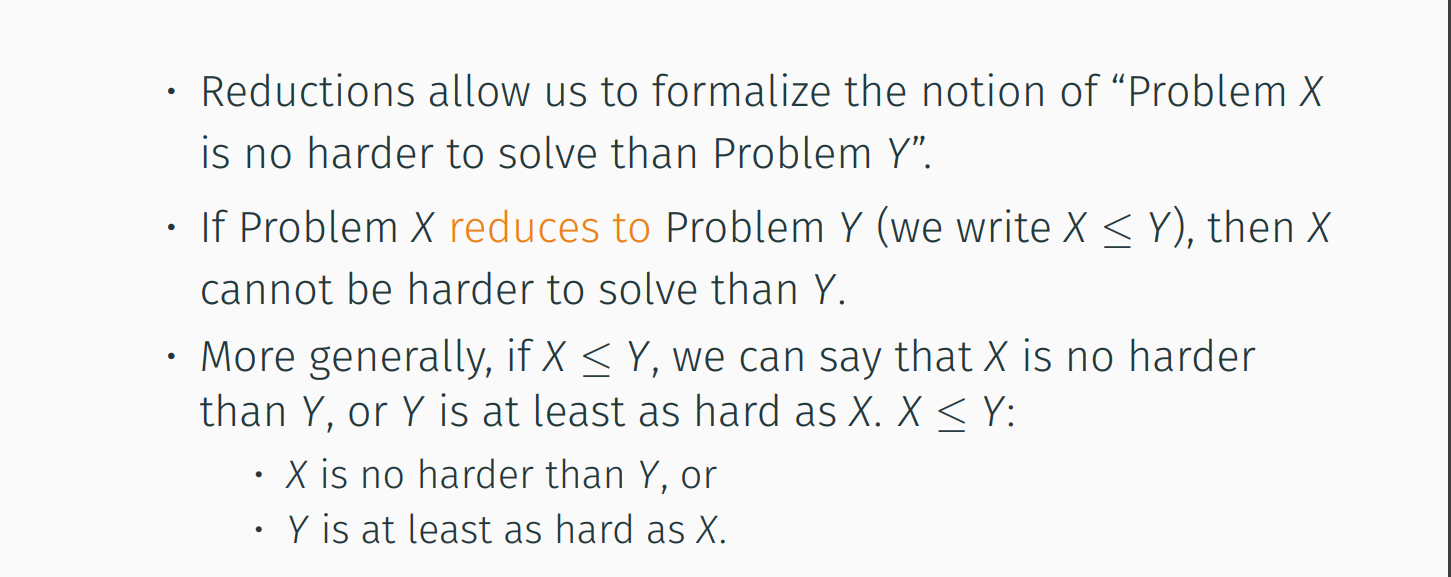 · Reductions allow us to formalize the notion of “Problem X
is no harder to solve than Problem Y”.
· If Problem X reduces to Problem Y (we write X ≤ Y), then X
cannot be harder to solve than Y.
· More generally, if X ≤ Y, we can say that X is no harder
than Y, or Y is at least as hard as X. X ≤ Y:
· X is no harder than Y, or
· Y is at least as hard as X.